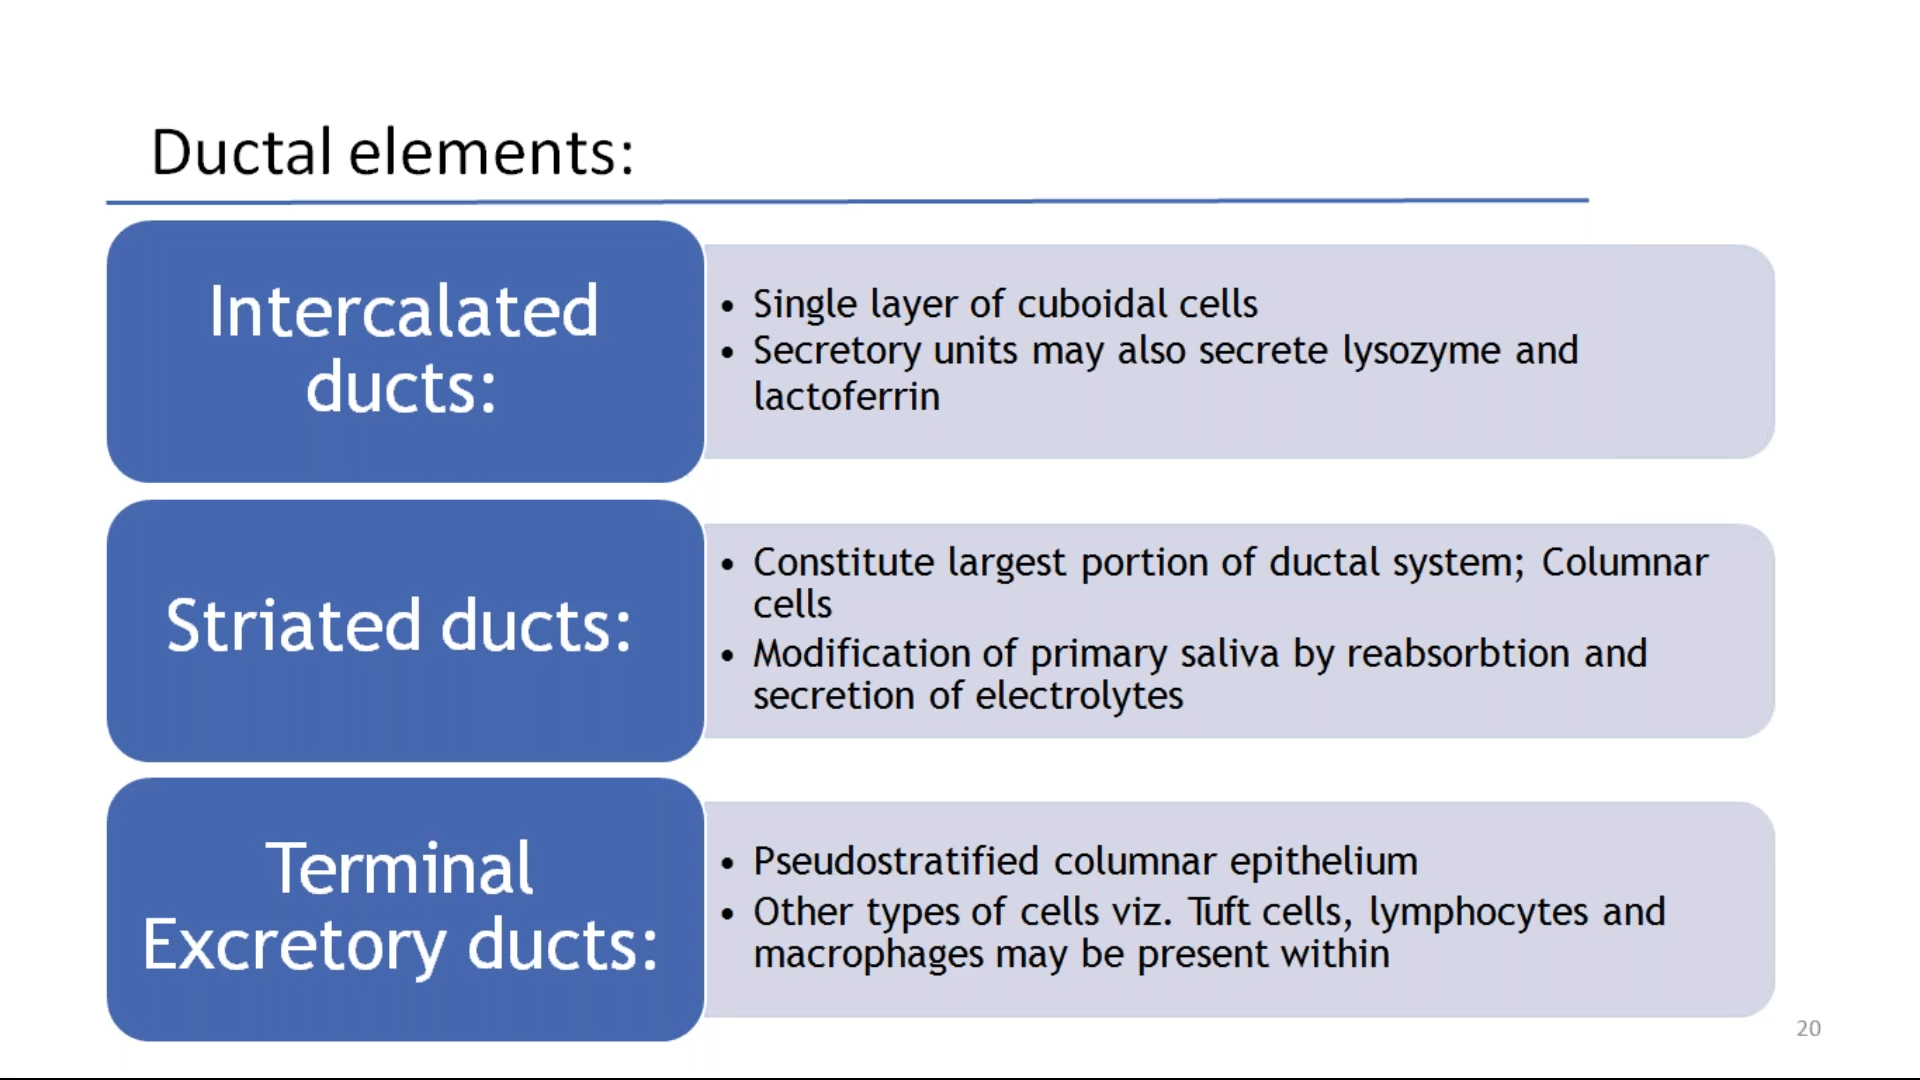 Ductal elements:
Intercalated
ducts:
• Single layer of cuboidal cells
• Secretory units may also secrete lysozyme and
lactoferrin
Striated ducts:
• Constitute largest portion of ductal system; Columnar
cells
• Modification of primary saliva by reabsorbtion and
secretion of electrolytes
Terminal
Excretory ducts:
• Pseudostratified columnar epithelium
• Other types of cells viz. Tuft cells, lymphocytes and
macrophages may be present within
20